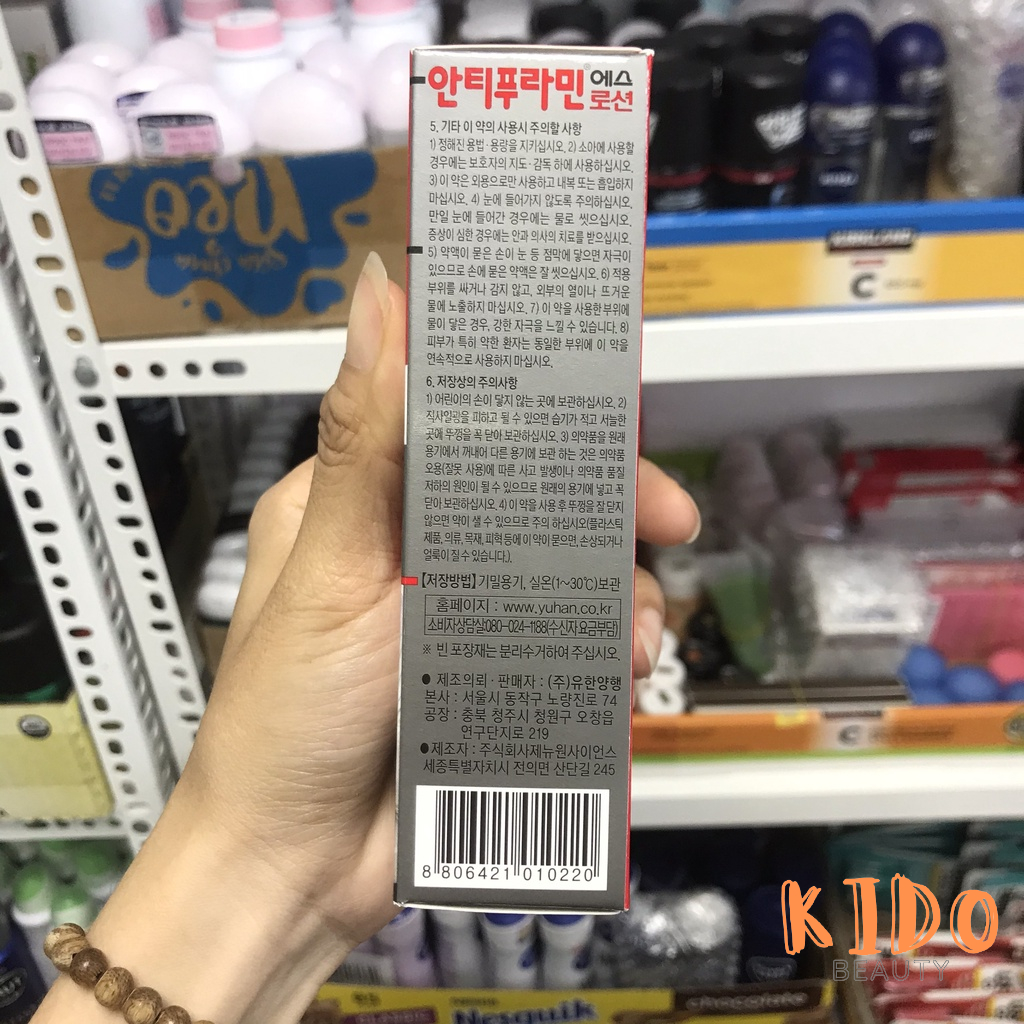 안티푸라민® 에스 로션
5. 기타 이 약의 사용시 주의할 사항
1) 정해진 용법·용량을 지키십시오. 2) 소아에 사용할
경우에는 보호자의 지도·감독 하에 사용하십시오.
3) 이 약은 외용으로만 사용하고 내복 또는 흡입하지
마십시오. 4) 눈에 들어가지 않도록 주의하십시오.
만일 눈에 들어간 경우에는 물로 씻으십시오.
증상이 심한 경우에는 안과 의사의 치료를 받으십시오.
5) 약액이 묻은 손이 눈 등 점막에 닿으면 자극이
있으므로 손에 묻은 약액은 잘 씻으십시오. 6) 적용
부위를 싸거나 감지 않고, 외부의 열이나 뜨거운
물에 노출하지 마십시오. 7) 이 약을 사용한 부위에
물이 닿은 경우, 강한 자극을 느낄 수 있습니다. 8)
피부가 특히 약한 환자는 동일한 부위에 이 약을
연속적으로 사용하지 마십시오.
6. 저장상의 주의사항
1) 어린이의 손이 닿지 않는 곳에 보관하십시오. 2)
직사일광을 피하고 될 수 있으면 습기가 적고 서늘한
곳에 뚜껑을 꼭 닫아 보관하십시오. 3) 의약품을 원래
용기에서 꺼내어 다른 용기에 보관 하는 것은 의약품
오용(잘못 사용)에 따른 사고 발생이나 의약품 품질
저하의 원인이 될 수 있으므로 원래의 용기에 넣고 꼭
닫아 보관하십시오. 4) 이 약을 사용 후 뚜껑을 잘 닫지
않으면 약이 샐 수 있으므로 주의 하십시오(플라스틱
제품, 의류, 목재, 피혁 등에 이 약이 묻으면, 손상되거나
얼룩이 질 수 있습니다.).
【저장방법】기밀용기, 실온(1~30℃)보관
홈페이지 : www.yuhan.co.kr
소비자상담실080-024-1188(수신자요금부담)
※ 빈 포장재는 분리수거하여 주십시오.
● 제조의뢰·판매자 : (주)유한양행
본사 : 서울시 동작구 노량진로 74
공장 : 충북 청주시 청원구 오창읍
연구단지로 219
●제조자 : 주식회사제뉴원사이언스
세종특별자치시 전의면 산단길 245
8 806421 010220
KIDO
BEAUTY
Nesquik
chocolate
KIRKLAND
C
neo